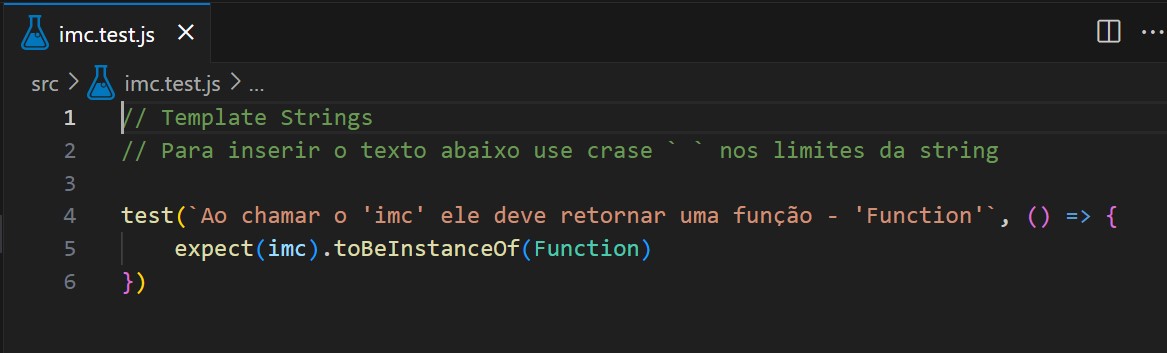 imc.test.js ×
src > imc.test.js > ...
1 // Template Strings
2 // Para inserir o texto abaixo use crase ` ` nos limites da string
3
4 test(`Ao chamar o 'imc' ele deve retornar uma função - 'Function'`, () => {
5     expect(imc).toBeInstanceOf(Function)
6 })